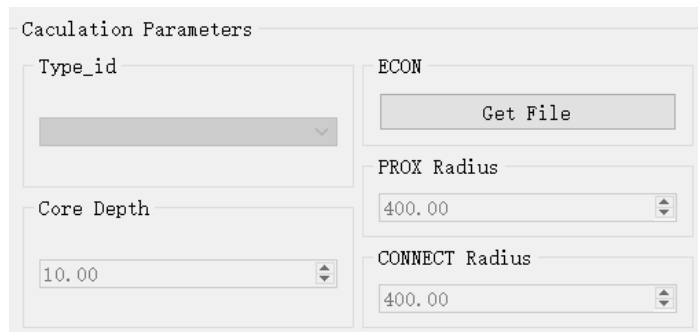 Caculation Parameters
Type_id
ECON
Get File
PROX Radius
400.00
Core Depth
10.00
CONNECT Radius
400.00